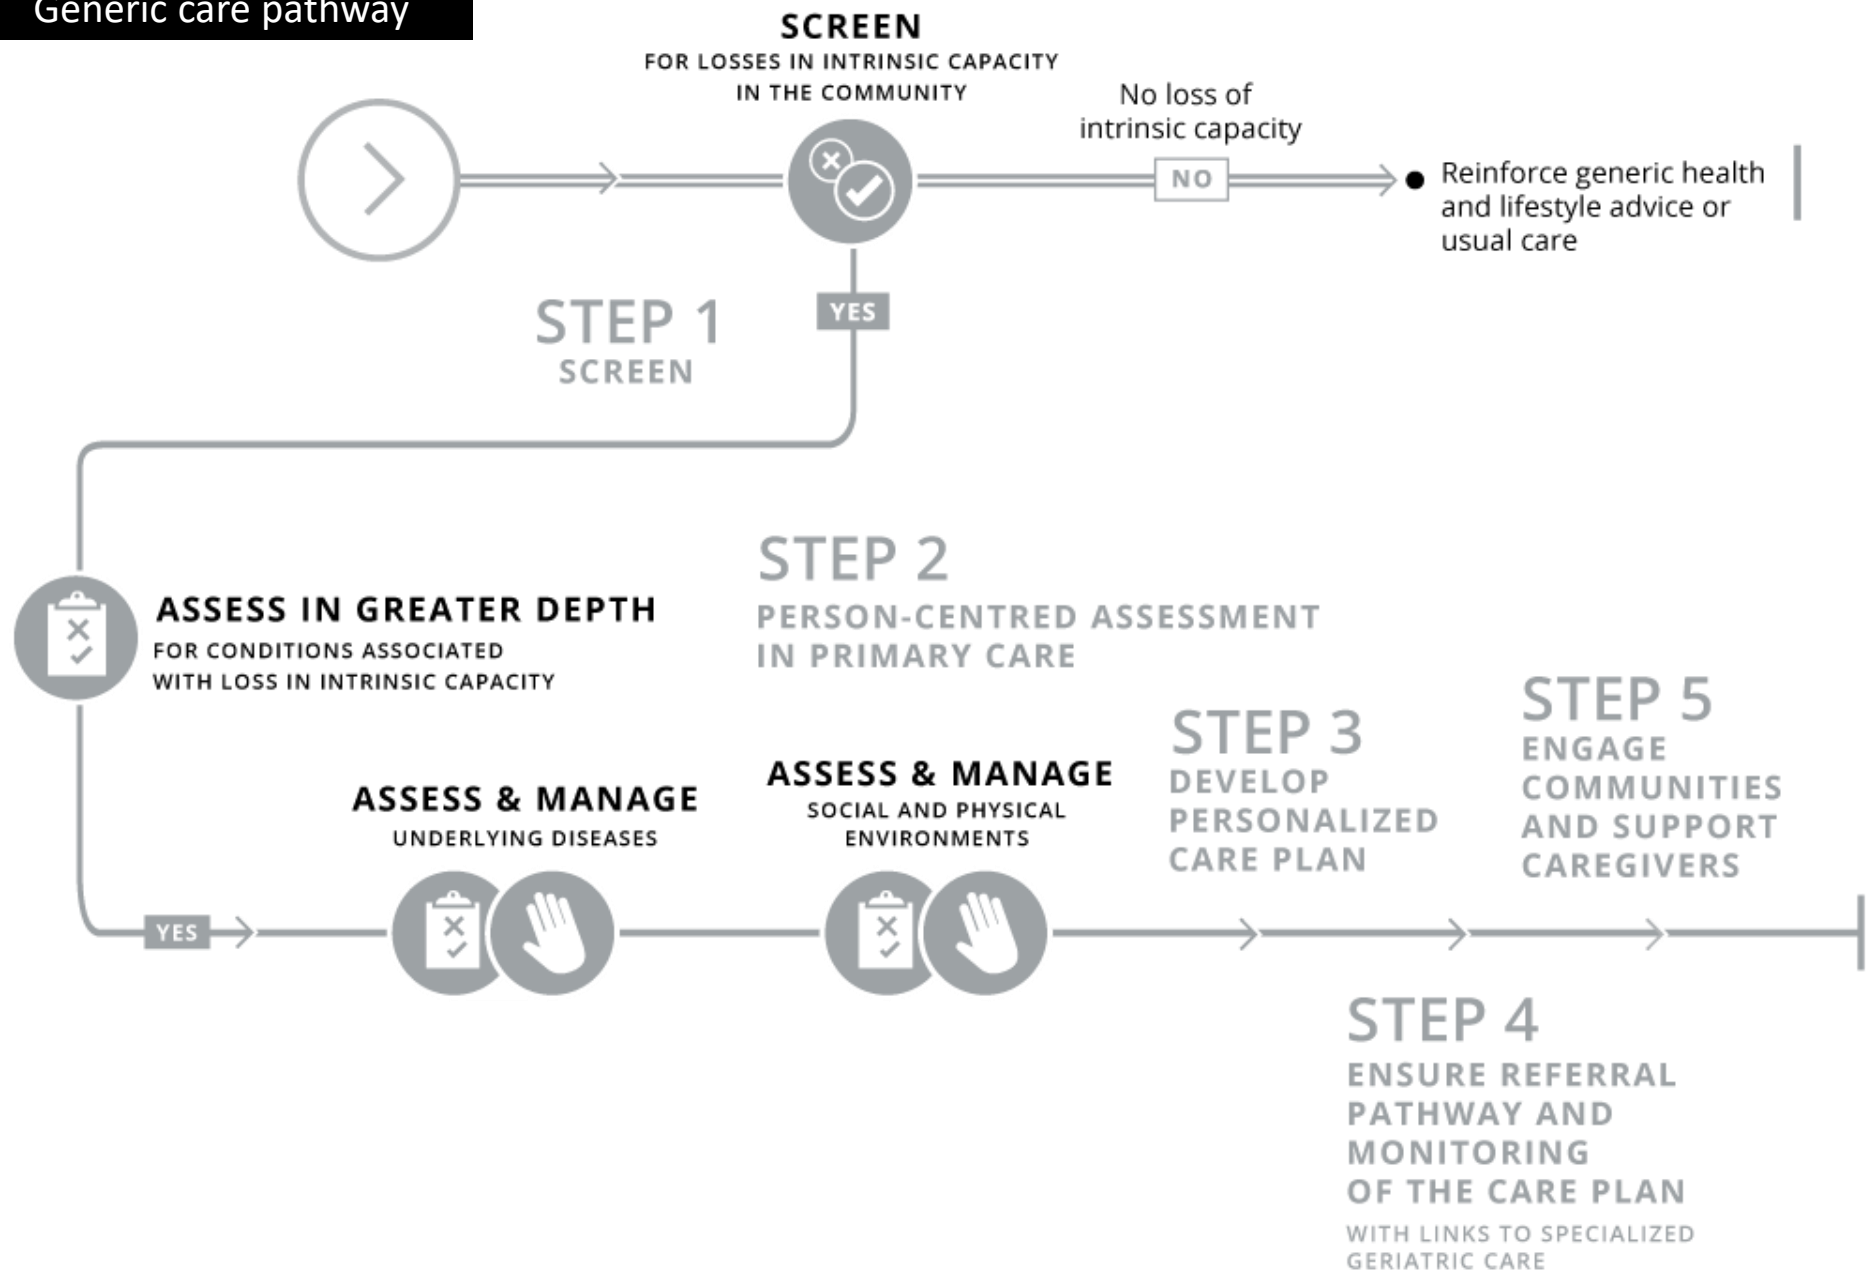 Generic care pathway
SCREEN
FOR LOSSES IN INTRINSIC CAPACITY
IN THE COMMUNITY
No loss of
intrinsic capacity
NO
Reinforce generic health
and lifestyle advice or
usual care
STEP 1
SCREEN
YES
ASSESS IN GREATER DEPTH
FOR CONDITIONS ASSOCIATED
WITH LOSS IN INTRINSIC CAPACITY
STEP 2
PERSON-CENTRED ASSESSMENT
IN PRIMARY CARE
YES
ASSESS & MANAGE
UNDERLYING DISEASES
ASSESS & MANAGE
SOCIAL AND PHYSICAL
ENVIRONMENTS
STEP 3
DEVELOP
PERSONALIZED
CARE PLAN
STEP 4
ENSURE REFERRAL
PATHWAY AND
MONITORING
OF THE CARE PLAN
WITH LINKS TO SPECIALIZED
GERIATRIC CARE
STEP 5
ENGAGE
COMMUNITIES
AND SUPPORT
CAREGIVERS